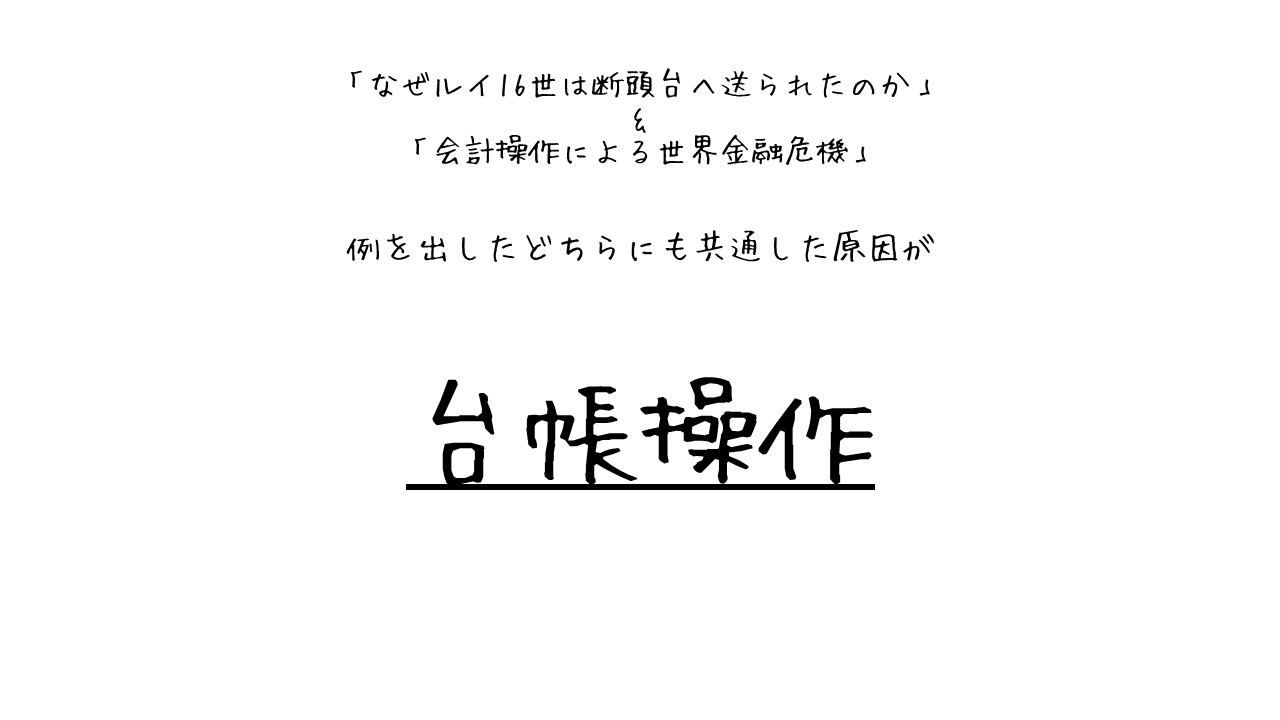 「なぜルイ16世は断頭台へ送られたのか」
&
「会計操作による世界金融危機」
例を出したどちらにも共通した原因が
台帳操作